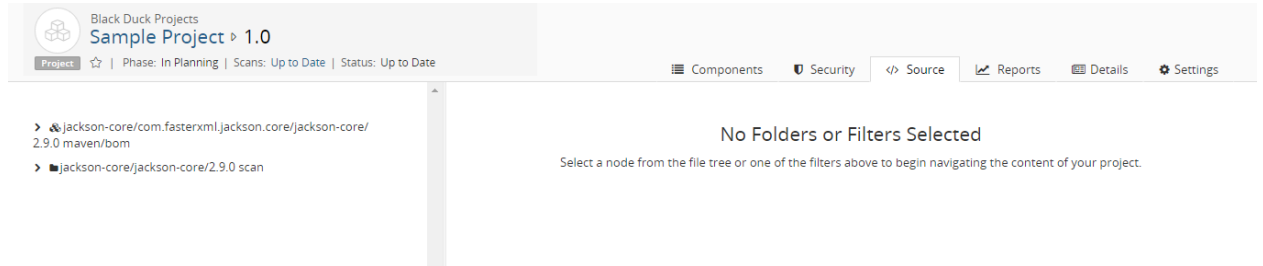 Black Duck Projects
Sample Project 1.0
Project | Phase: In Planning | Scans: Up to Date | Status: Up to Date
Components Security </> Source Reports Details Settings
jackson-core/com.fasterxml.jackson.core/jackson-core/
2.9.0 maven/bom
jackson-core/jackson-core/2.9.0 scan
No Folders or Filters Selected
Select a node from the file tree or one of the filters above to begin navigating the content of your project.